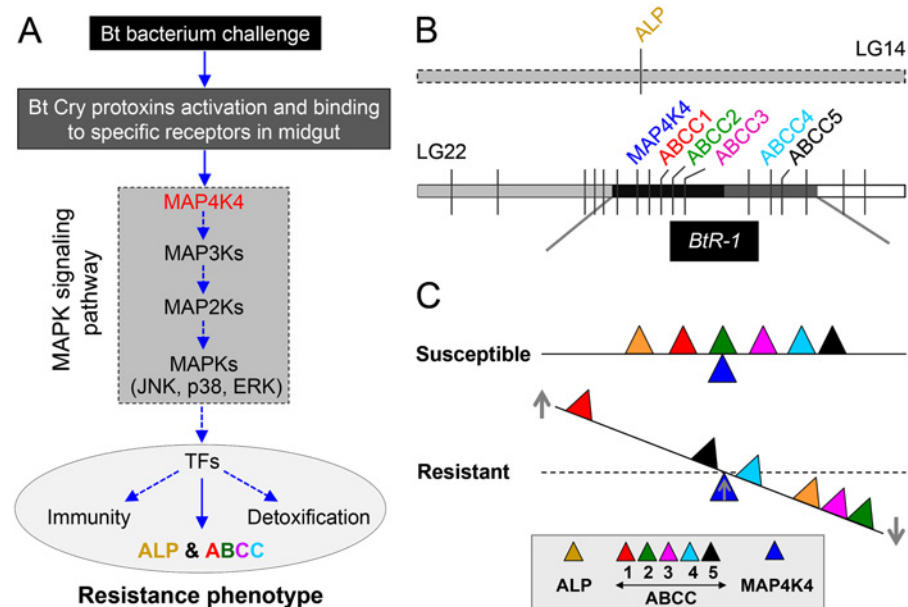 A
Bt bacterium challenge
Bt Cry protoxins activation and binding
to specific receptors in midgut
MAPK signaling
pathway
MAP4K4
MAP3Ks
MAP2Ks
MAPKs
(JNK, p38, ERK)
TFs
Immunity
Detoxification
ALP & ABCC
Resistance phenotype
B
ALP
LG14
LG22
MAP4K4
ABCC1
ABCC2
ABCC3
ABCC4
ABCC5
BtR-1
C
Susceptible
Resistant
1 2 3 4 5
ALP
ABCC
MAP4K4